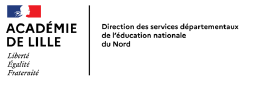 ACADÉMIE
DE LILLE
Liberté
Égalité
Fraternité
Direction des services départementaux
de l'éducation nationale
du Nord